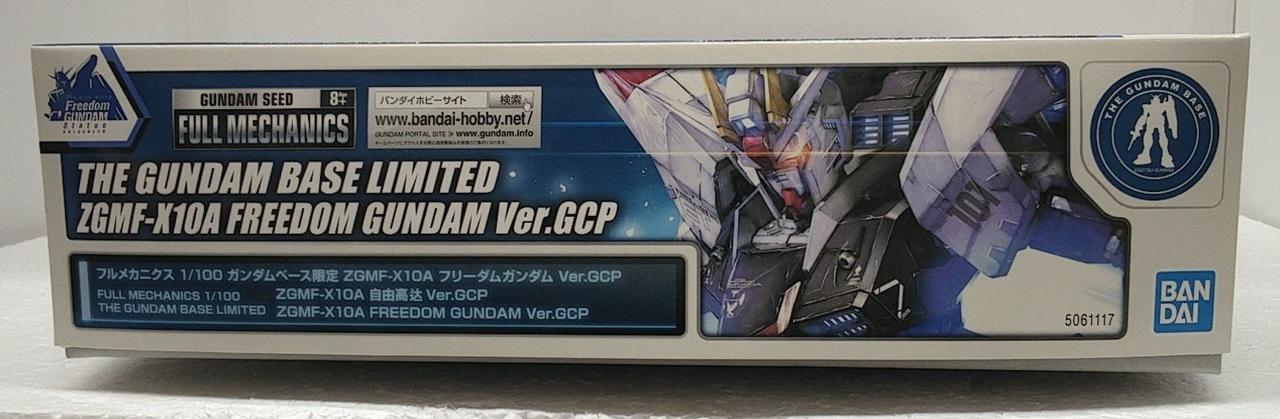 Freedom
GUNDAM
Statue
GUNDAM SEED
8+
FULL MECHANICS
バンダイホビーサイト 検索
www.bandai-hobby.net/
GUNDAM PORTAL SITE ▷ www.gundam.info
THE GUNDAM BASE LIMITED
ZGMF-X10A FREEDOM GUNDAM Ver.GCP
フルメカニクス 1/100 ガンダムベース限定 ZGMF-X10A フリーダムガンダム Ver.GCP
FULL MECHANICS 1/100 ZGMF-X10A 自由高达 Ver.GCP
THE GUNDAM BASE LIMITED ZGMF-X10A FREEDOM GUNDAM Ver.GCP
THE GUNDAM BASE
©SOTSU・SUNRISE
5061117
BAN
DAI